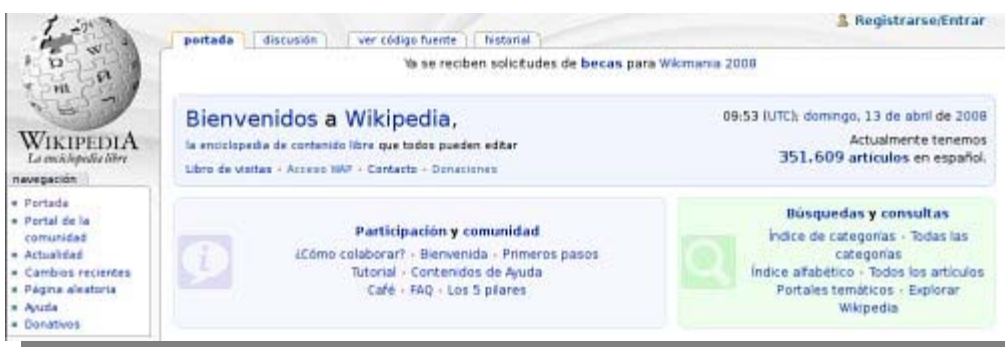 Registrarse/Entrar
portada discusión ver código fuente historial
Ya se reciben solicitudes de becas para Wikimania 2008
WIKIPEDIA
La enciclopedia libre
Bienvenidos a Wikipedia,
la enciclopedia de contenido libre que todos pueden editar
Libro de visitas - Acceso WAP - Contacto - Donaciones
09:53 (UTC); domingo, 13 de abril de 2008
Actualmente tenemos
351.609 artículos en español.
navegación
Portada
Portal de la
comunidad
Actualidad
Cambios recientes
Página aleatoria
Ayuda
Donativos
Participación y comunidad
¿Cómo colaborar? - Bienvenida - Primeros pasos
Tutorial - Contenidos de Ayuda
Café - FAQ - Los 5 pilares
Búsquedas y consultas
Índice de categorías - Todas las
categorías
Índice alfabético - Todos los artículos
Portales temáticos - Explorar
Wikipedia